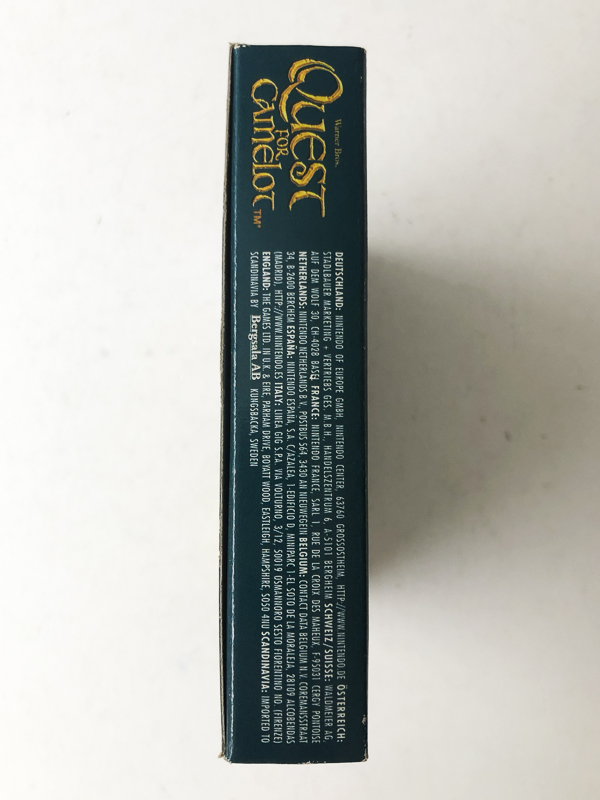 Warner Bros.
QUEST
FOR
CAMELOT™
DEUTSCHLAND: NINTENDO OF EUROPE GMBH, NINTENDO CENTER, 63760 GROSSOSTHEIM, HTTP://WWW.NINTENDO.DE ÖSTERREICH:
STADLBAUER MARKETING + VERTRIEBS GES. M.B.H., HANDELSZENTRUM 6, A-5101 BERGHEIM SCHWEIZ/SUISSE: WALDMEIER AG
AUF DEM WOLF 30, CH-4028 BASEL FRANCE: NINTENDO FRANCE, SARL 1, RUE DE LA CROIX DES MAHEUX, F-95031 CERGY PONTOISE
NETHERLANDS: NINTENDO NETHERLANDS B.V., POSTBUS 564, 3430 AN NIEUWEGEIN BELGIUM: CONTACT DATA BELGIUM N.V. COREMANSSTRAAT
34, B-2600 BERCHEM ESPAÑA: NINTENDO ESPAÑA, S.A. C/AZALEA, 1-EDIFICIO D, MINIPARC 1-EL SOTO DE LA MORALEJA, 28109 ALCOBENDAS
(MADRID), HTTP://WWW.NINTENDO.ES ITALY: LINEA GIG S.P.A. VIA VOLTURNO, 3/12, 50019 OSMANNORO SESTO FIORENTINO NO. (FIRENZE)
ENGLAND: THE GAMES LTD. IN U.K. & EIRE, PARHAM DRIVE, BOYATT WOOD, EASTLEIGH, HAMPSHIRE, SO50 4NU SCANDINAVIA: IMPORTED TO
SCANDINAVIA BY Bergsala AB KUNGSBACKA, SWEDEN